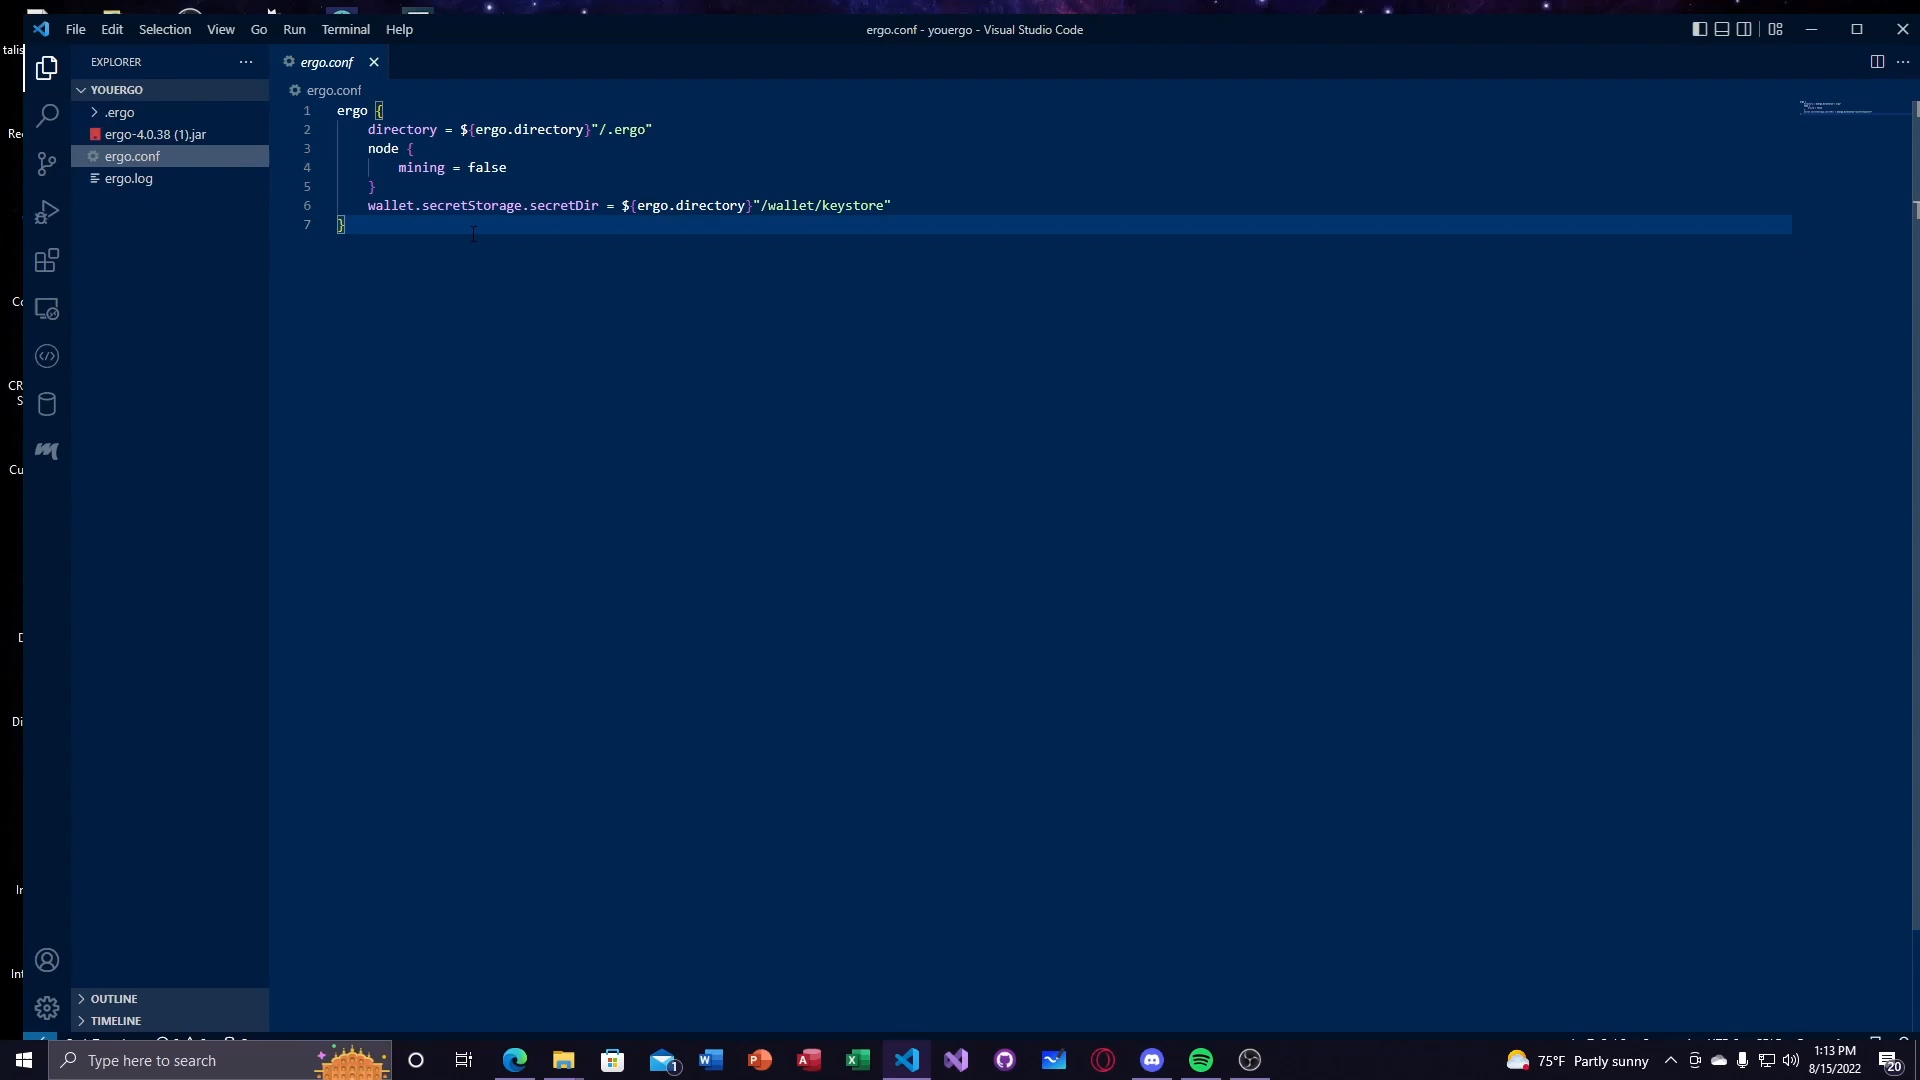 File Edit Selection View Go Run Terminal Help
ergo.conf - youergo - Visual Studio Code
EXPLORER
ergo.conf
YOUERGO
.ergo
ergo-4.0.38 (1).jar
ergo.conf
ergo.log
OUTLINE
TIMELINE
ergo.conf
1 ergo {
2 directory = ${ergo.directory}"/.ergo"
3 node {
4 mining = false
5 }
6 wallet.secretStorage.secretDir = ${ergo.directory}"/wallet/keystore"
7 }
talis
Type here to search
1
75°F Partly sunny
1:13 PM
8/15/2022
20